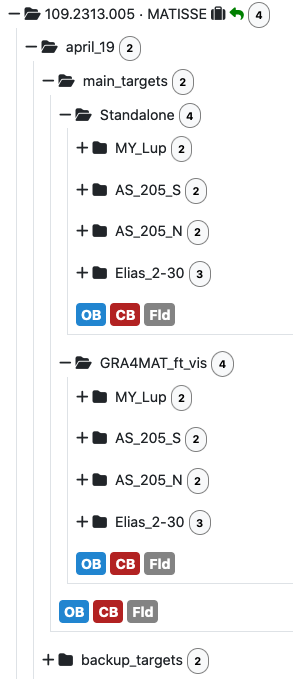 109.2313.005 · MATISSE 4
april_19 2
main_targets 2
Standalone 4
MY_Lup 2
AS_205_S 2
AS_205_N 2
Elias_2-30 3
OB CB Fld
GRA4MAT_ft_vis 4
MY_Lup 2
AS_205_S 2
AS_205_N 2
Elias_2-30 3
OB CB Fld
OB CB Fld
backup_targets 2